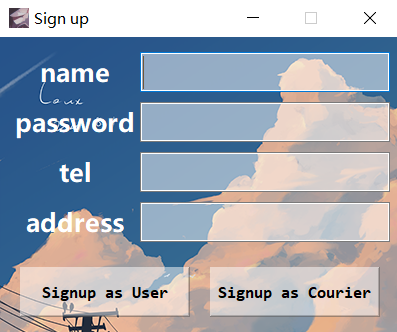 Sign up
name
password
tel
address
Signup as User
Signup as Courier